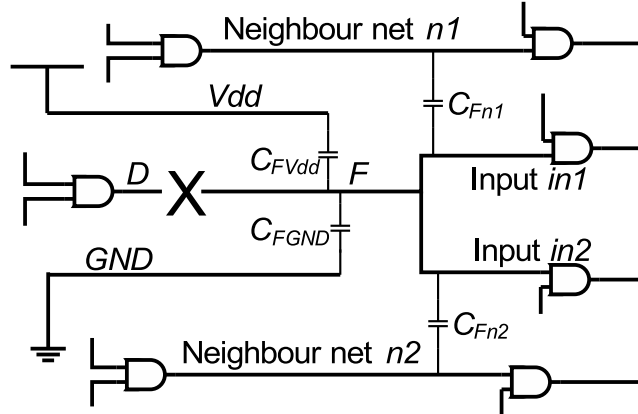 Neighbour net n1
Vdd
CFn1
CFVdd
D
X
F
Input in1
CFGND
GND
Input in2
CFn2
Neighbour net n2